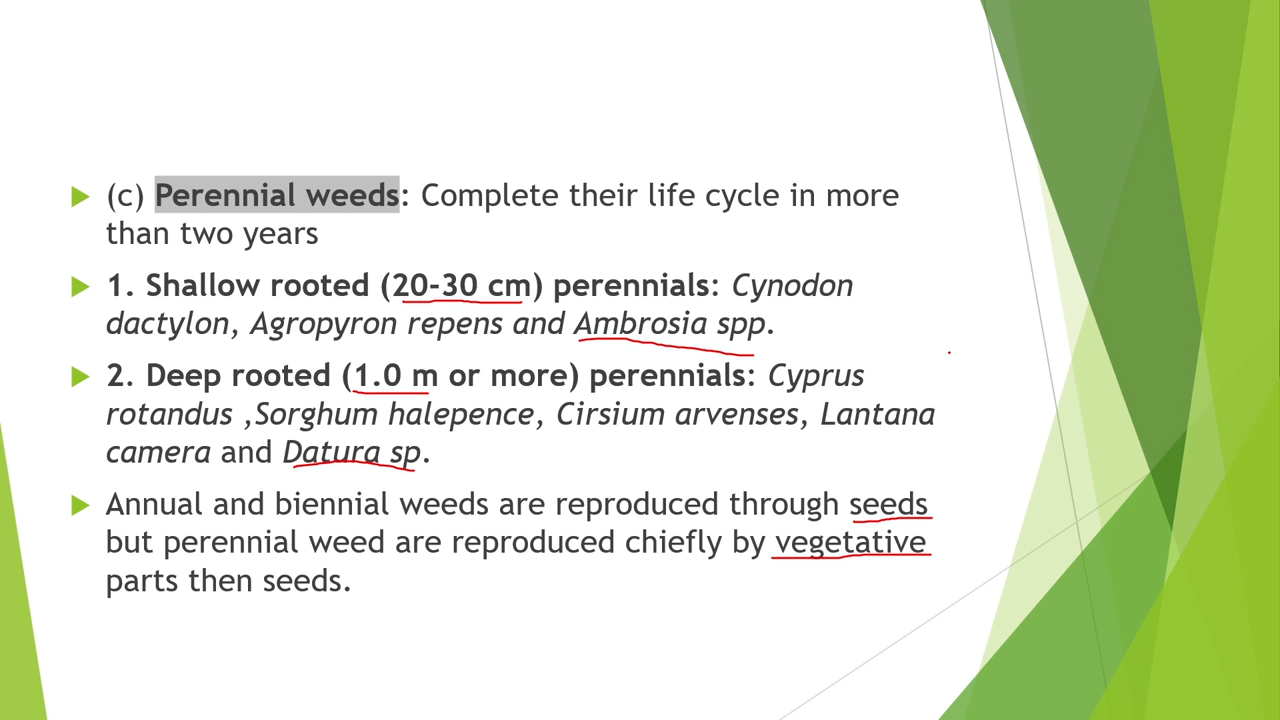 (c) Perennial weeds: Complete their life cycle in more
than two years
1. Shallow rooted (20-30 cm) perennials: Cynodon
dactylon, Agropyron repens and Ambrosia spp.
2. Deep rooted (1.0 m or more) perennials: Cyprus
rotandus ,Sorghum halepence, Cirsium arvenses, Lantana
camera and Datura sp.
Annual and biennial weeds are reproduced through seeds
but perennial weed are reproduced chiefly by vegetative
parts then seeds.